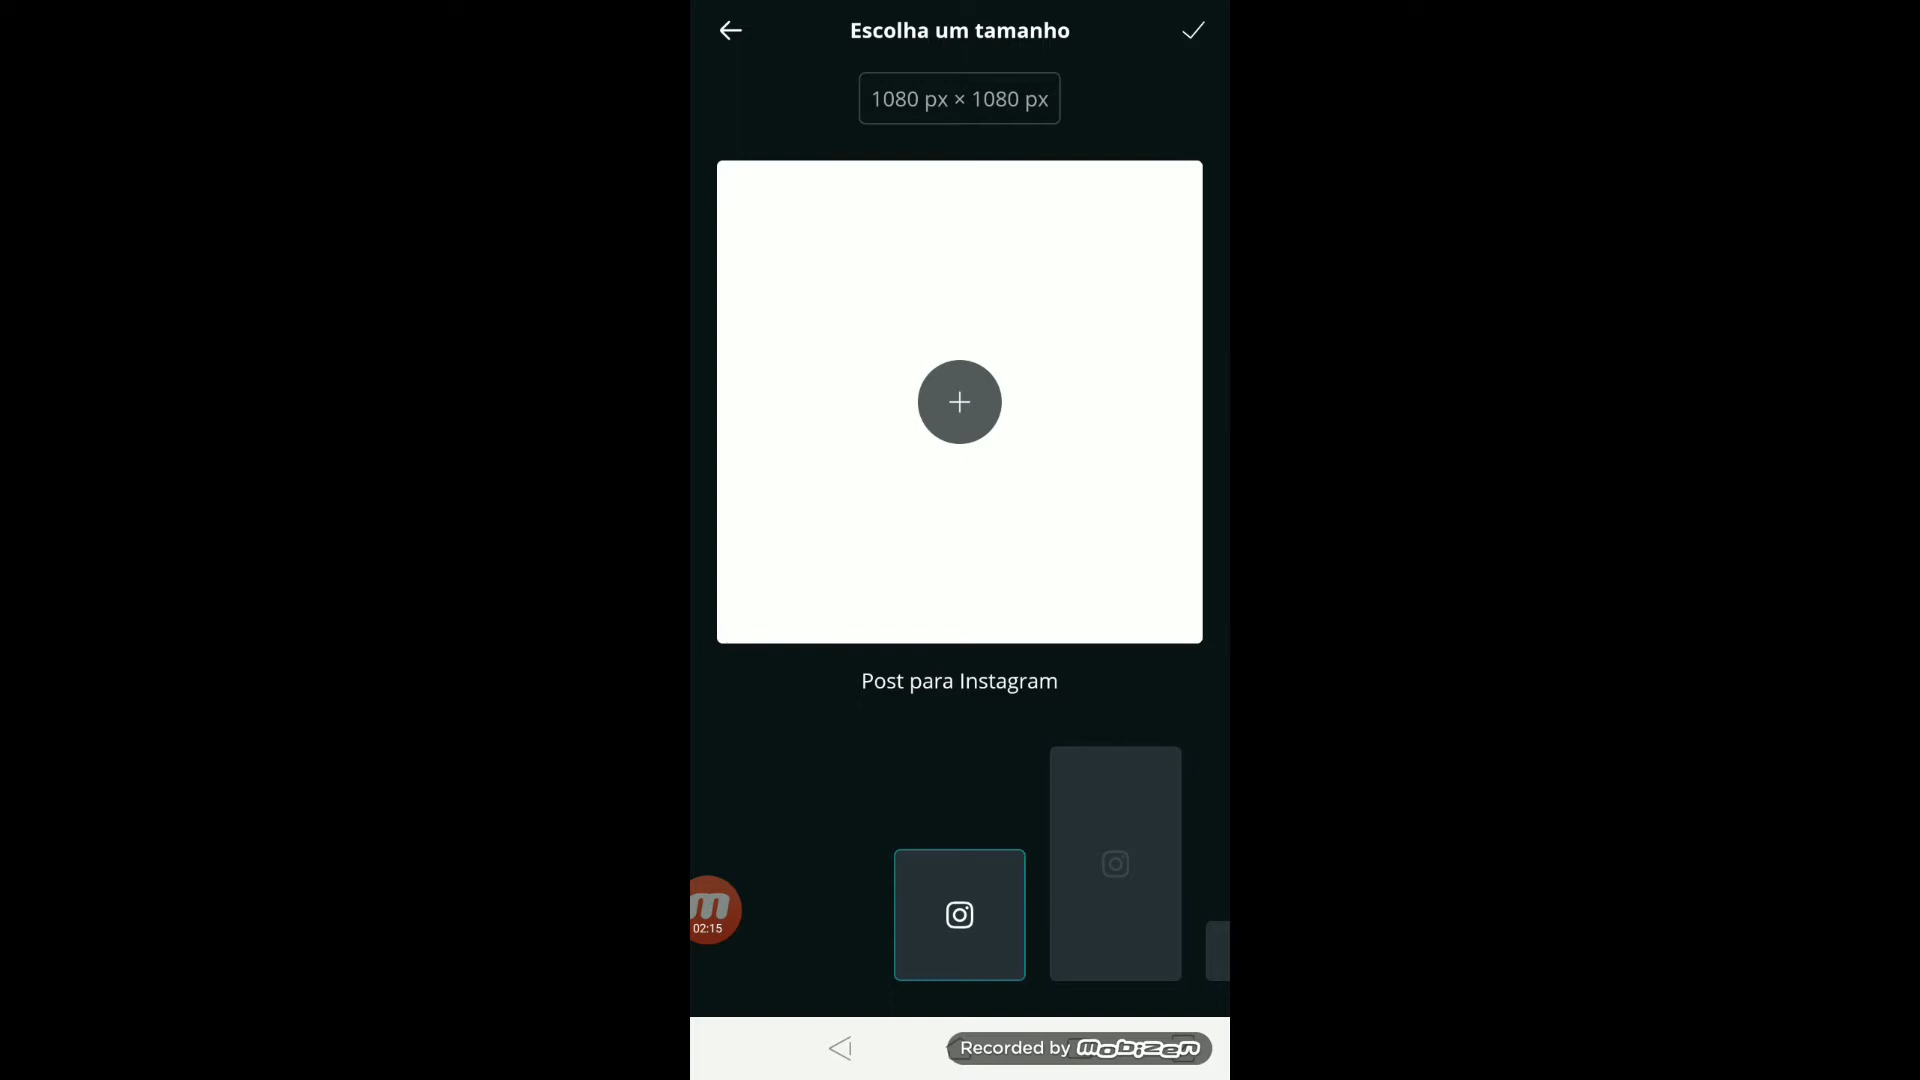 Escolha um tamanho
1080 px × 1080 px
Post para Instagram
m
02:15
Recorded by mobizen